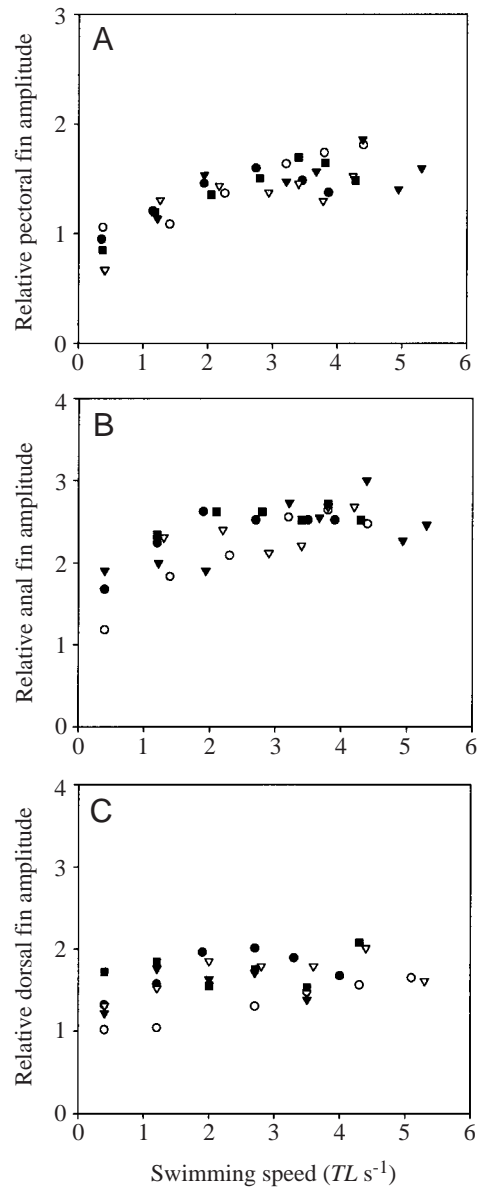 A
3
2
1
0
0 1 2 3 4 5 6
Relative pectoral fin amplitude
B
4
3
2
1
0
0 1 2 3 4 5 6
Relative anal fin amplitude
C
4
3
2
1
0
0 1 2 3 4 5 6
Relative dorsal fin amplitude
Swimming speed (TL s⁻¹)